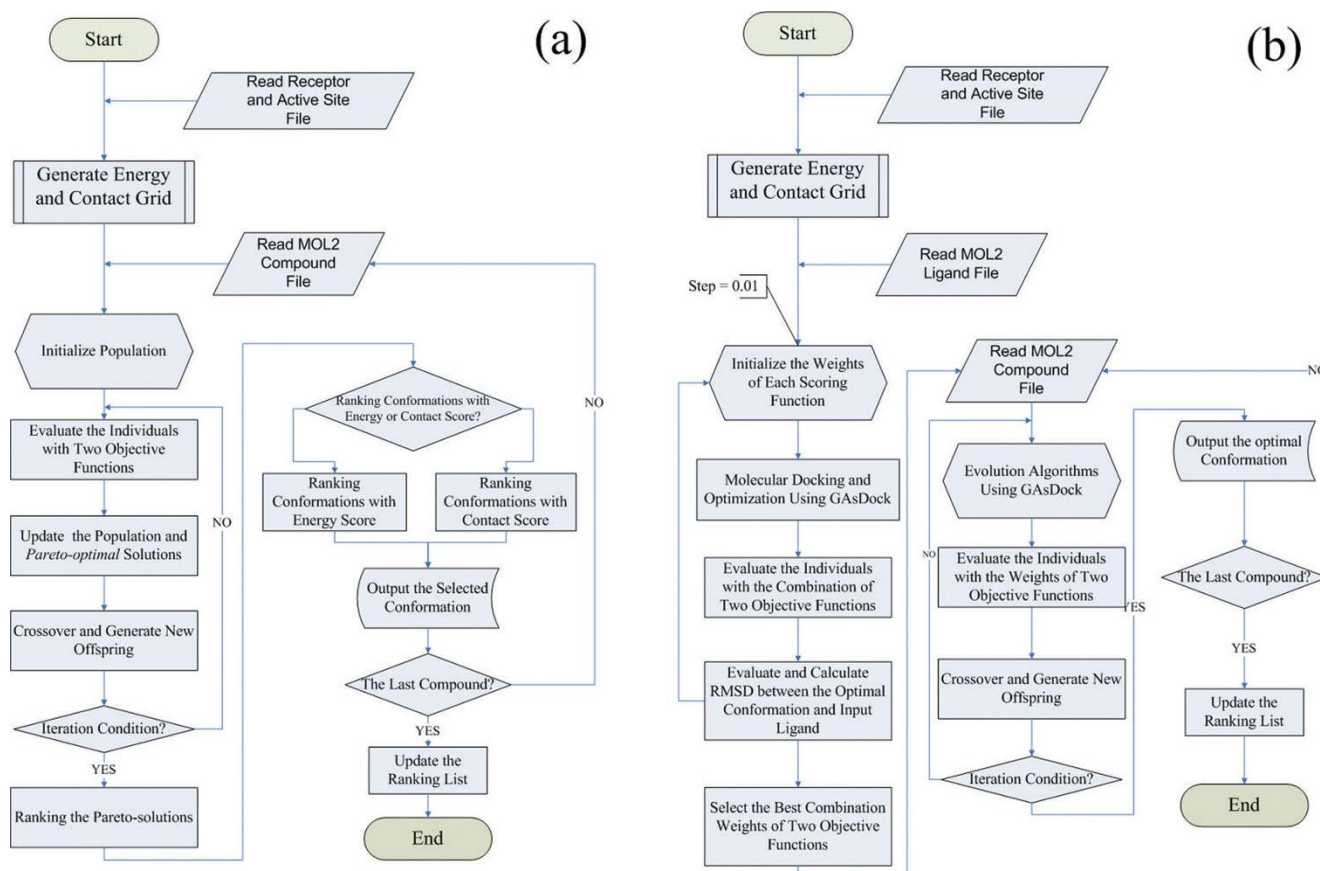 (a)
Start
Read Receptor
and Active Site
File
Generate Energy
and Contact Grid
Read MOL2
Compound
File
Initialize Population
Evaluate the Individuals
with Two Objective
Functions
Update the Population and
Pareto-optimal Solutions
Crossover and Generate New
Offspring
Iteration Condition?
NO
YES
Ranking the Pareto-solutions
Ranking Conformations with
Energy or Contact Score?
Ranking
Conformations with
Energy Score
Ranking
Conformations with
Contact Score
Output the Selected
Conformation
The Last Compound?
NO
YES
Update the
Ranking List
End
(b)
Start
Read Receptor
and Active Site
File
Generate Energy
and Contact Grid
Read MOL2
Ligand File
Step = 0.01
Initialize the Weights
of Each Scoring
Function
Molecular Docking and
Optimization Using GAsDock
Evaluate the Individuals
with the Combination of
Two Objective Functions
Evaluate and Calculate
RMSD between the Optimal
Conformation and Input
Ligand
Select the Best Combination
Weights of Two Objective
Functions
Read MOL2
Compound
File
Evolution Algorithms
Using GAsDock
Evaluate the Individuals
with the Weights of Two
Objective Functions
Crossover and Generate New
Offspring
Iteration Condition?
NO
YES
Output the optimal
Conformation
The Last Compound?
NO
YES
Update the
Ranking List
End